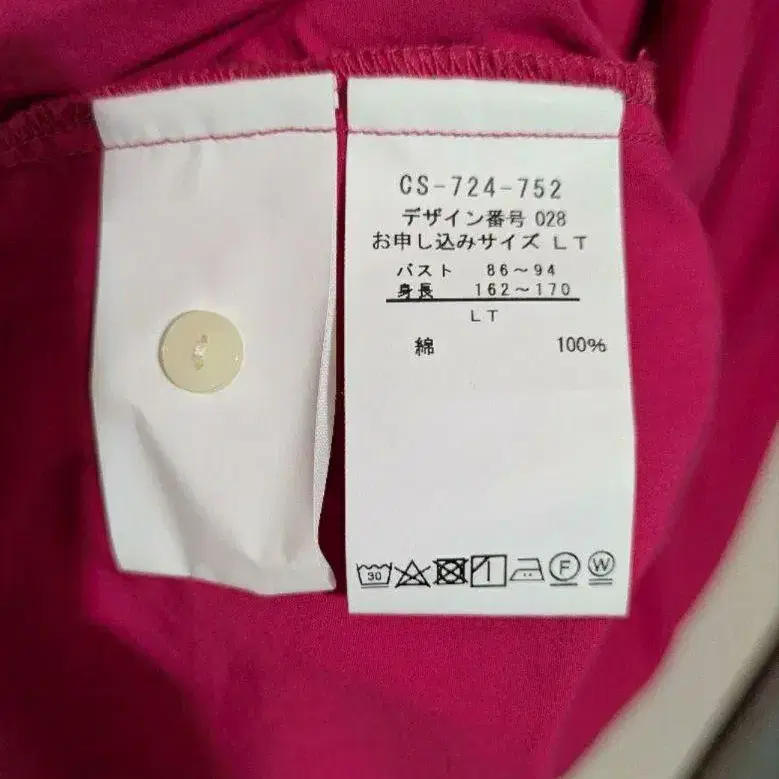 CS-724-752
デザイン番号 028
お申し込みサイズ LT
バスト 86～94
身長 162～170
LT
綿 100%
30 F W